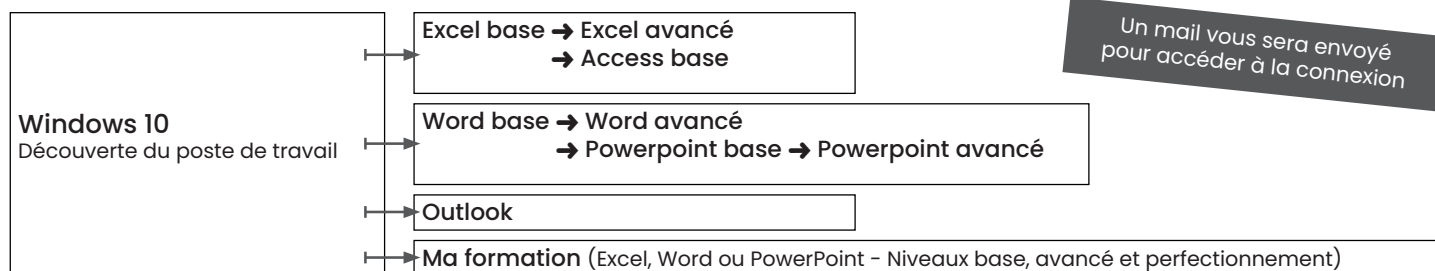 Excel base → Excel avancé
→ Access base
Un mail vous sera envoyé
pour accéder à la connexion
Windows 10
Découverte du poste de travail
Word base → Word avancé
→ Powerpoint base → Powerpoint avancé
Outlook
Ma formation (Excel, Word ou PowerPoint - Niveaux base, avancé et perfectionnement)